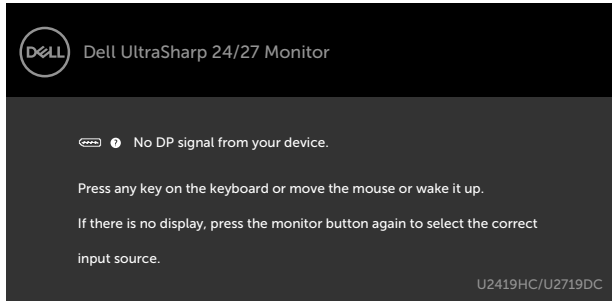 DELL
Dell UltraSharp 24/27 Monitor
? No DP signal from your device.
Press any key on the keyboard or move the mouse or wake it up.
If there is no display, press the monitor button again to select the correct
input source.
U2419HC/U2719DC